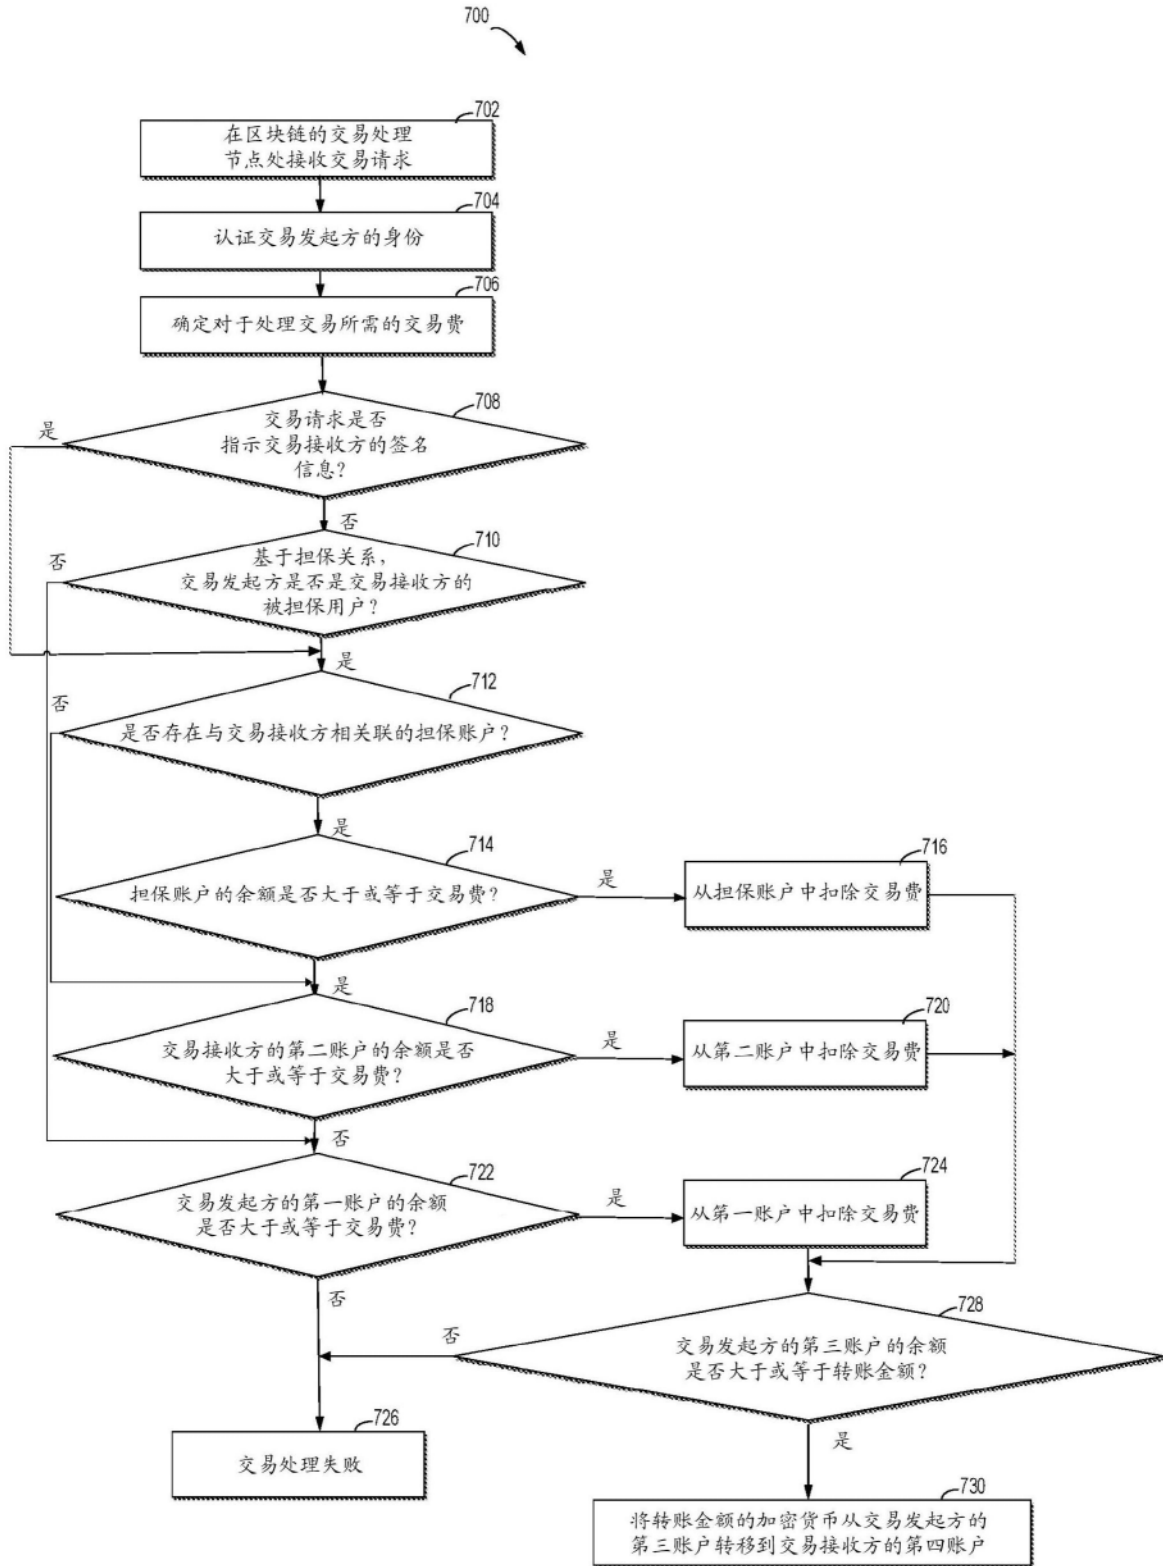 700
702
在区块链的交易处理
节点处接收交易请求
704
认证交易发起方的身份
706
确定对于处理交易所需的交易费
708
交易请求是否
指示交易接收方的签名
信息？
是
否
710
基于担保关系，
交易发起方是否是交易接收方的
被担保用户？
否
是
712
是否存在与交易接收方相关联的担保账户？
否
是
714
担保账户的余额是否大于或等于交易费？
是
716
从担保账户中扣除交易费
是
718
交易接收方的第二账户的余额是否
大于或等于交易费？
是
720
从第二账户中扣除交易费
否
722
交易发起方的第一账户的余额
是否大于或等于交易费？
是
724
从第一账户中扣除交易费
否
728
交易发起方的第三账户的余额
是否大于或等于转账金额？
否
是
726
交易处理失败
730
将转账金额的加密货币从交易发起方的
第三账户转移到交易接收方的第四账户